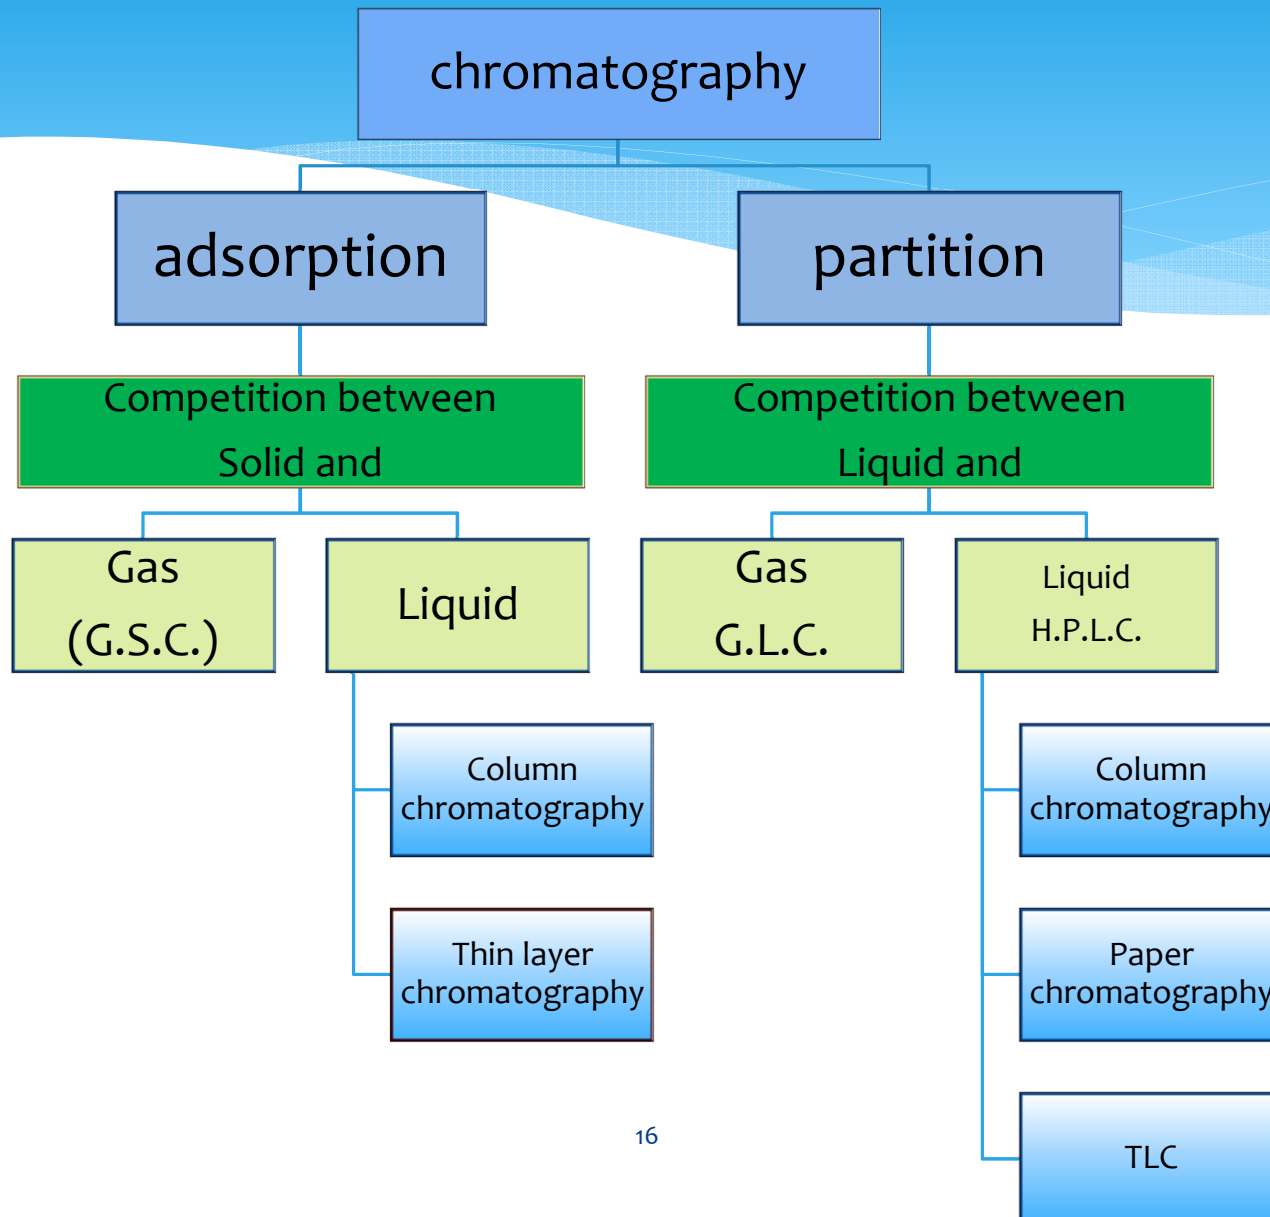 chromatography
adsorption
partition
Competition between
Solid and
Competition between
Liquid and
Gas
(G.S.C.)
Liquid
Gas
G.L.C.
Liquid
H.P.L.C.
Column
chromatography
Column
chromatography
Thin layer
chromatography
Paper
chromatography
TLC
16